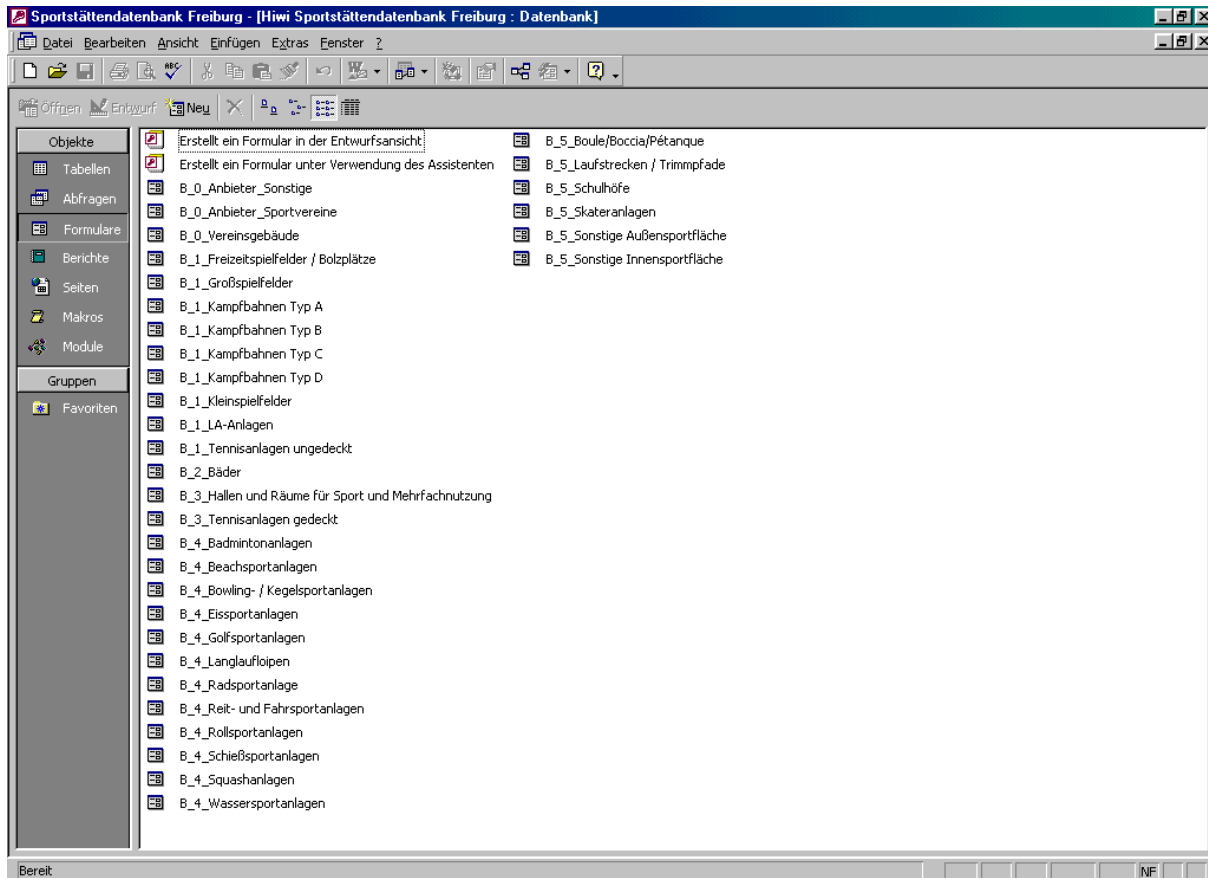 Sportstättendatenbank Freiburg - [Hiwi Sportstättendatenbank Freiburg : Datenbank]
Datei Bearbeiten Ansicht Einfügen Extras Fenster ?
Öffnen Entwurf Neu
Objekte
Tabellen
Abfragen
Formulare
Berichte
Seiten
Makros
Module
Gruppen
Favoriten
Erstellt ein Formular in der Entwurfsansicht
Erstellt ein Formular unter Verwendung des Assistenten
B_0_Anbieter_Sonstige
B_0_Anbieter_Sportvereine
B_0_Vereinsgebäude
B_1_Freizeitspielfelder / Bolzplätze
B_1_Großspielfelder
B_1_Kampfbahnen Typ A
B_1_Kampfbahnen Typ B
B_1_Kampfbahnen Typ C
B_1_Kampfbahnen Typ D
B_1_Kleinspielfelder
B_1_LA-Anlagen
B_1_Tennisanlagen ungedeckt
B_2_Bäder
B_3_Hallen und Räume für Sport und Mehrfachnutzung
B_3_Tennisanlagen gedeckt
B_4_Badmintonanlagen
B_4_Beachsportanlagen
B_4_Bowling- / Kegelsportanlagen
B_4_Eissportanlagen
B_4_Golfsportanlagen
B_4_Langlaufloipen
B_4_Radsportanlage
B_4_Reit- und Fahrsportanlagen
B_4_Rollsportanlagen
B_4_Schießsportanlagen
B_4_Squashanlagen
B_4_Wassersportanlagen
B_5_Boule/Boccia/Pétanque
B_5_Laufstrecken / Trimmpfade
B_5_Schulhöfe
B_5_Skateranlagen
B_5_Sonstige Außensportfläche
B_5_Sonstige Innensportfläche
Bereit
NF